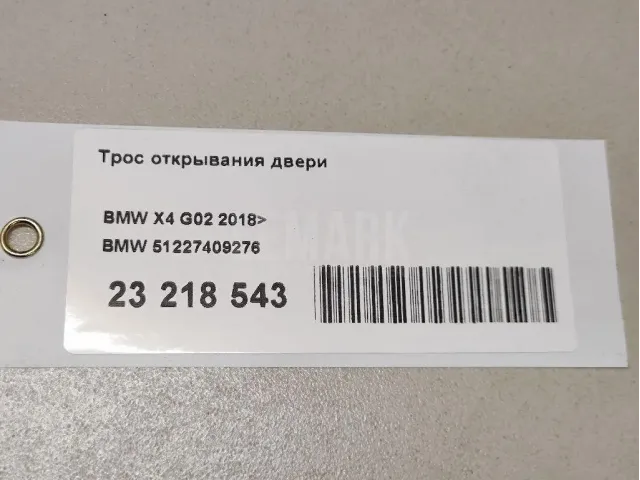 Трос открывания двери
BMW X4 G02 2018>
BMW 51227409276
23 218 543